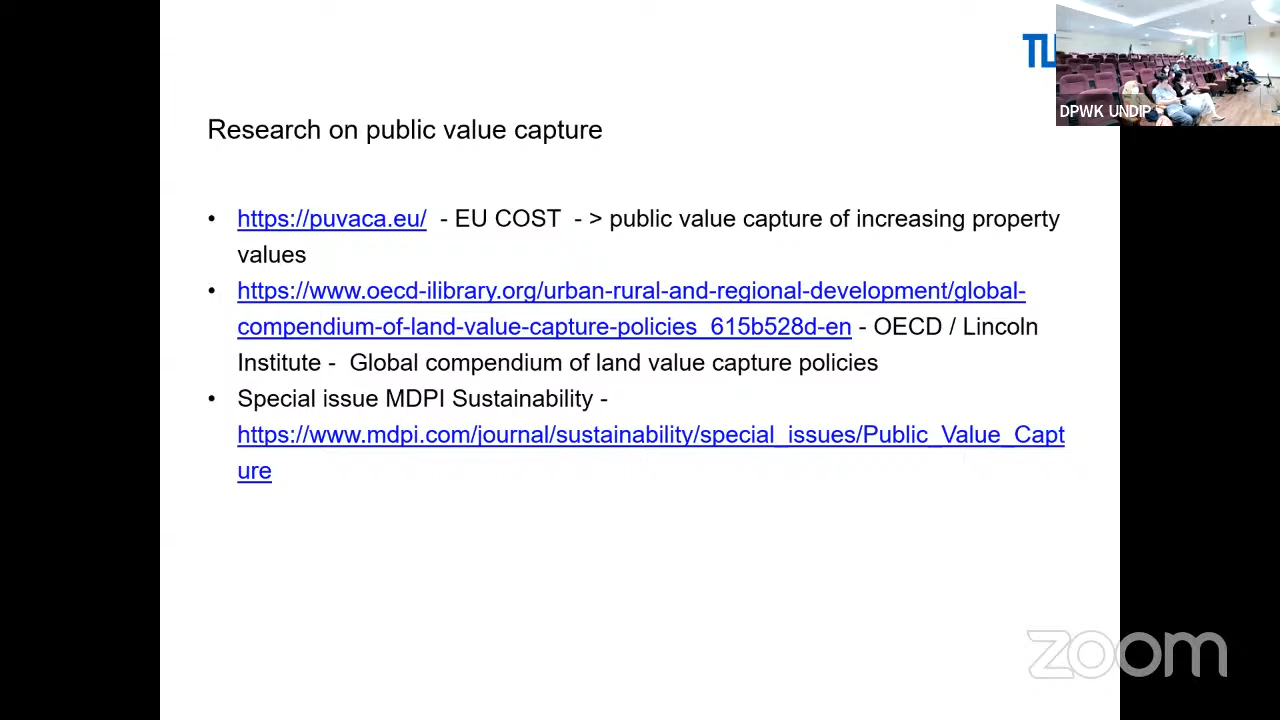 TU
DPWK UNDIP
Research on public value capture
• https://puvaca.eu/ - EU COST - > public value capture of increasing property
values
• https://www.oecd-ilibrary.org/urban-rural-and-regional-development/global-
compendium-of-land-value-capture-policies_615b528d-en - OECD / Lincoln
Institute - Global compendium of land value capture policies
• Special issue MDPI Sustainability -
https://www.mdpi.com/journal/sustainability/special_issues/Public_Value_Capt
ure
zoom